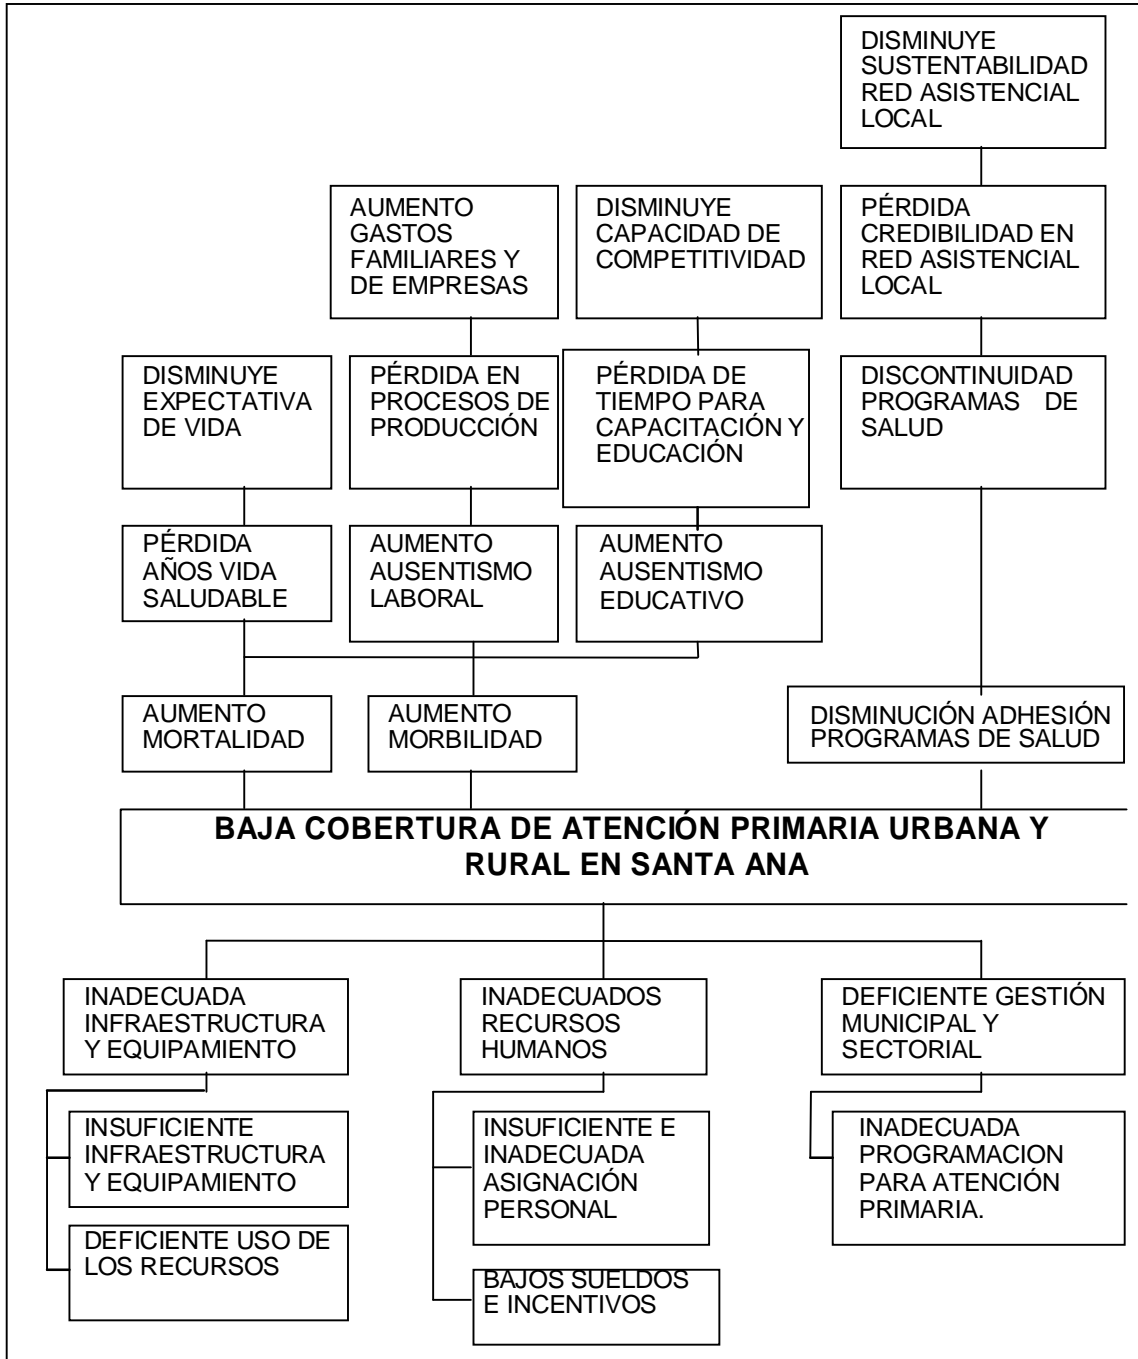 DISMINUYE
SUSTENTABILIDAD
RED ASISTENCIAL
LOCAL
AUMENTO
GASTOS
FAMILIARES Y
DE EMPRESAS
DISMINUYE
CAPACIDAD DE
COMPETITIVIDAD
PÉRDIDA
CREDIBILIDAD EN
RED ASISTENCIAL
LOCAL
DISMINUYE
EXPECTATIVA
DE VIDA
PÉRDIDA EN
PROCESOS DE
PRODUCCIÓN
PÉRDIDA DE
TIEMPO PARA
CAPACITACIÓN Y
EDUCACIÓN
DISCONTINUIDAD
PROGRAMAS DE
SALUD
PÉRDIDA
AÑOS VIDA
SALUDABLE
AUMENTO
AUSENTISMO
LABORAL
AUMENTO
AUSENTISMO
EDUCATIVO
AUMENTO
MORTALIDAD
AUMENTO
MORBILIDAD
DISMINUCIÓN ADHESIÓN
PROGRAMAS DE SALUD
BAJA COBERTURA DE ATENCIÓN PRIMARIA URBANA Y
RURAL EN SANTA ANA
INADECUADA
INFRAESTRUCTURA
Y EQUIPAMIENTO
INADECUADOS
RECURSOS
HUMANOS
DEFICIENTE GESTIÓN
MUNICIPAL Y
SECTORIAL
INSUFICIENTE
INFRAESTRUCTURA
Y EQUIPAMIENTO
INSUFICIENTE E
INADECUADA
ASIGNACIÓN
PERSONAL
INADECUADA
PROGRAMACION
PARA ATENCIÓN
PRIMARIA.
DEFICIENTE USO DE
LOS RECURSOS
BAJOS SUELDOS
E INCENTIVOS